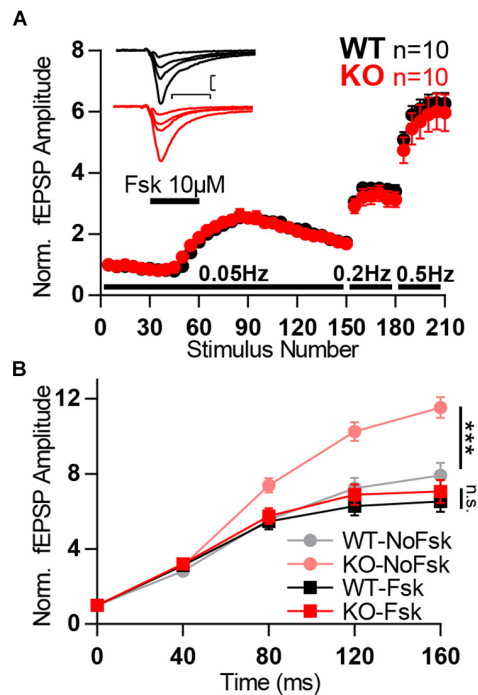 A
WT n=10
KO n=10
Norm. fEPSP Amplitude
8
6
4
2
0
Fsk 10µM
0.05Hz
0.2Hz
0.5Hz
0 30 60 90 120 150 180 210
Stimulus Number
B
Norm. fEPSP Amplitude
12
8
4
0
***
n.s.
WT-NoFsk
KO-NoFsk
WT-Fsk
KO-Fsk
0 40 80 120 160
Time (ms)